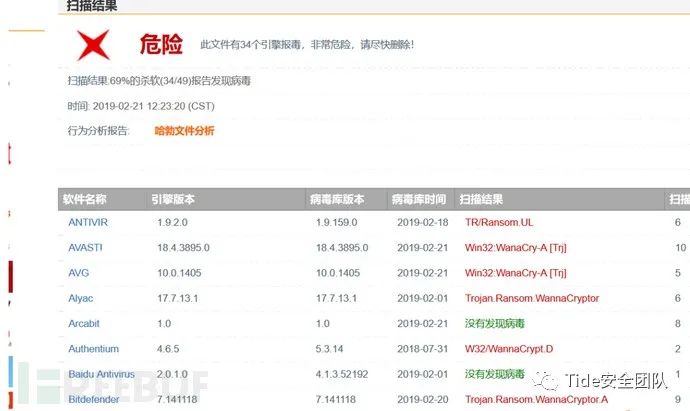 扫描结果
危险 此文件有34个引擎报毒，非常危险，请尽快删除！
扫描结果:69%的杀软(34/49)报告发现病毒
时间: 2019-02-21 12:23:20 (CST)
行为分析报告: 哈勃文件分析
软件名称 引擎版本 病毒库版本 病毒库时间 扫描结果 扫描
ANTIVIR 1.9.2.0 1.9.159.0 2019-02-18 TR/Ransom.UL 6
AVASTI 18.4.3895.0 18.4.3895.0 2019-02-21 Win32:WanaCry-A [Trj] 10
AVG 10.0.1405 10.0.1405 2019-02-21 Win32:WanaCry-A [Trj] 5
Alyac 17.7.13.1 17.7.13.1 2019-02-01 Trojan.Ransom.WannaCryptor 6
Arcabit 1.0 1.0 2019-02-21 没有发现病毒 8
Authentium 4.6.5 5.3.14 2018-07-31 W32/WannaCrypt.D 2
Baidu Antivirus 2.0.1.0 4.1.3.52192 2019-02-01 没有发现病毒 1
Bitdefender 7.141118 7.141118 2019-02-01 Trojan.Ransom.WannaCryptor.A 9
Tide安全团队